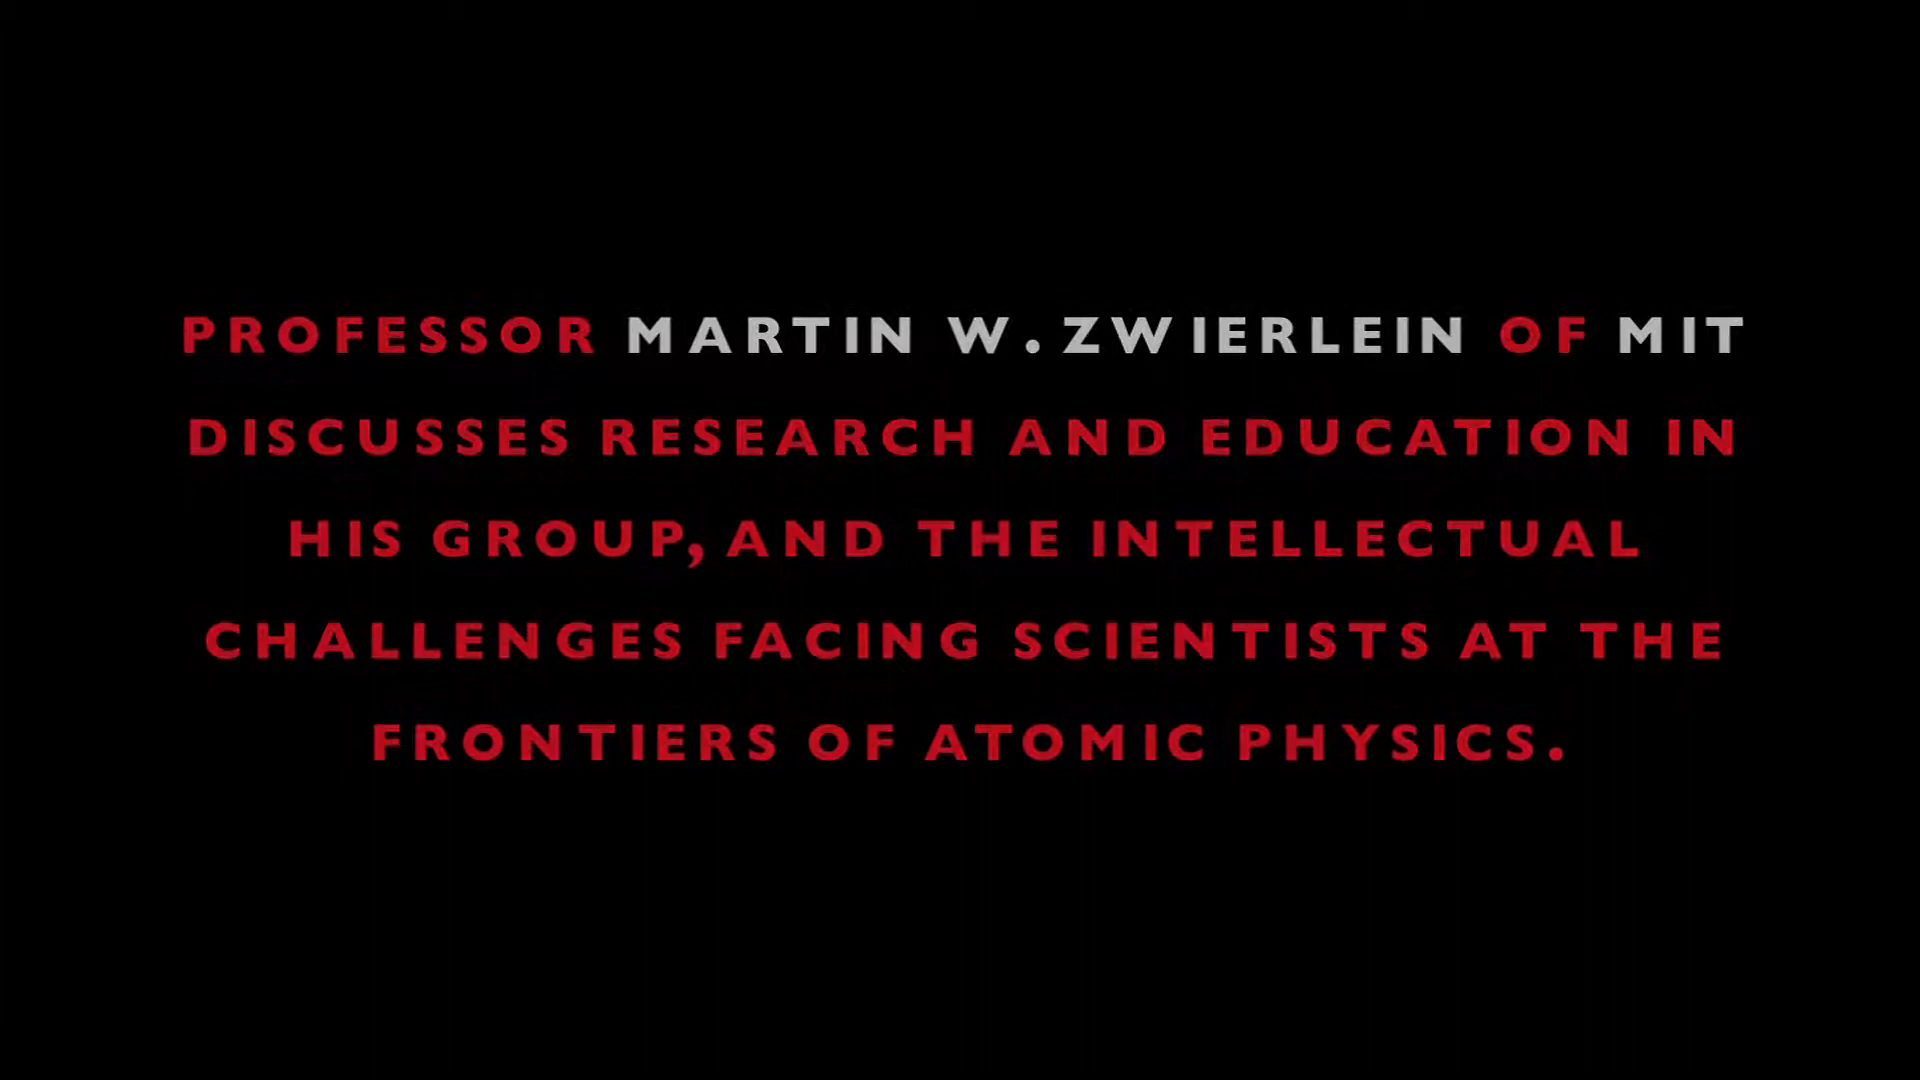 PROFESSOR MARTIN W. ZWIERLEIN OF MIT
DISCUSSES RESEARCH AND EDUCATION IN
HIS GROUP, AND THE INTELLECTUAL
CHALLENGES FACING SCIENTISTS AT THE
FRONTIERS OF ATOMIC PHYSICS.